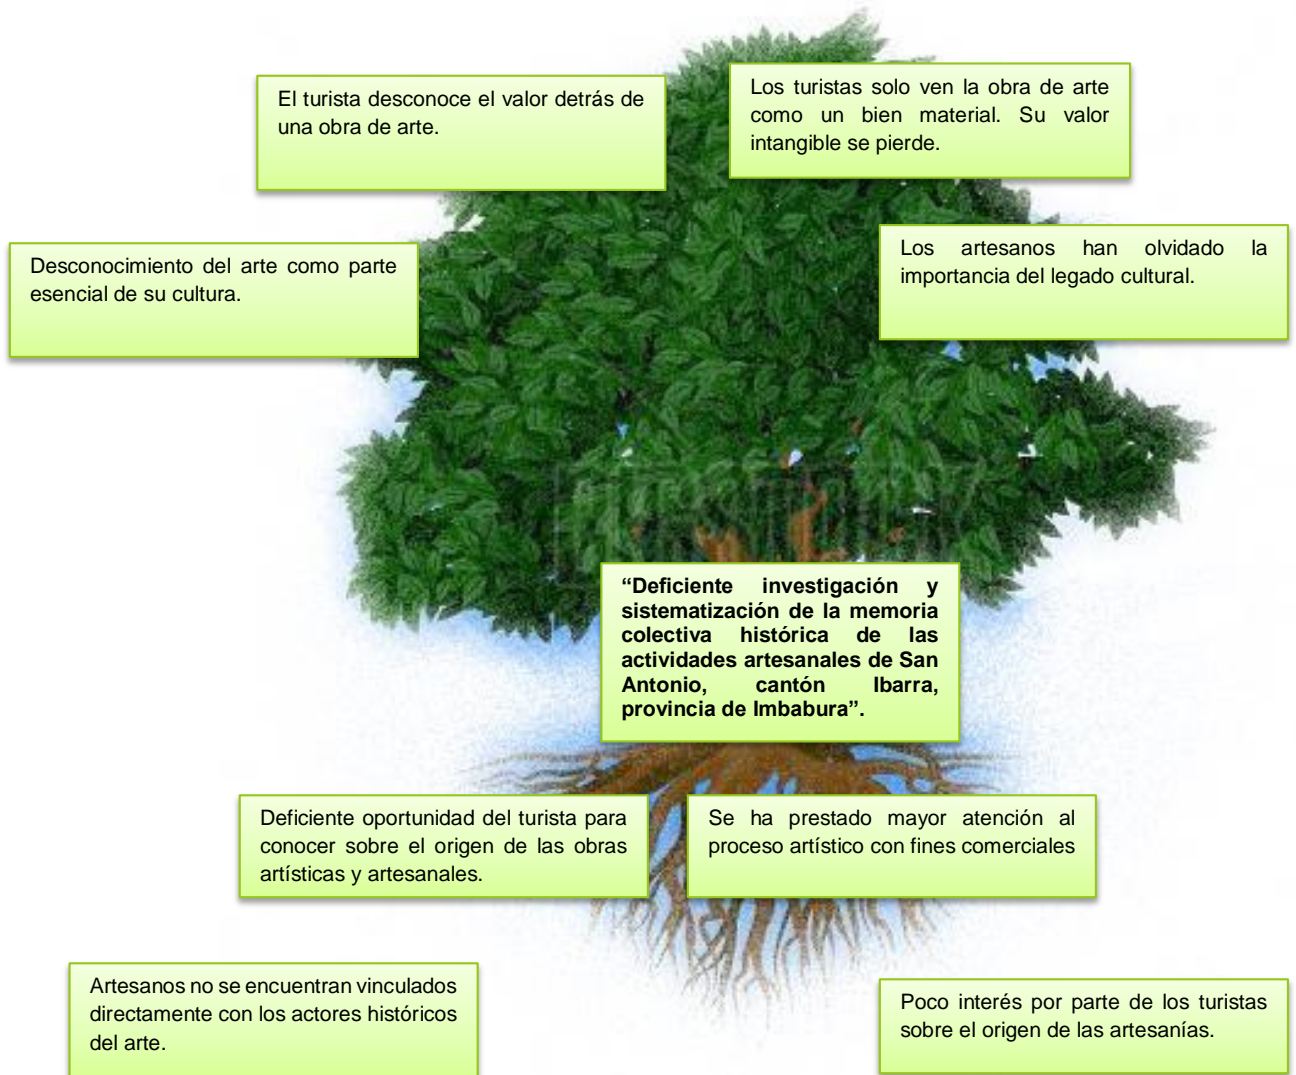 El turista desconoce el valor detrás de
una obra de arte.
Los turistas solo ven la obra de arte
como un bien material. Su valor
intangible se pierde.
Desconocimiento del arte como parte
esencial de su cultura.
Los artesanos han olvidado la
importancia del legado cultural.
“Deficiente investigación y
sistematización de la memoria
colectiva histórica de las
actividades artesanales de San
Antonio, cantón Ibarra,
provincia de Imbabura”.
Deficiente oportunidad del turista para
conocer sobre el origen de las obras
artísticas y artesanales.
Se ha prestado mayor atención al
proceso artístico con fines comerciales
Artesanos no se encuentran vinculados
directamente con los actores históricos
del arte.
Poco interés por parte de los turistas
sobre el origen de las artesanías.